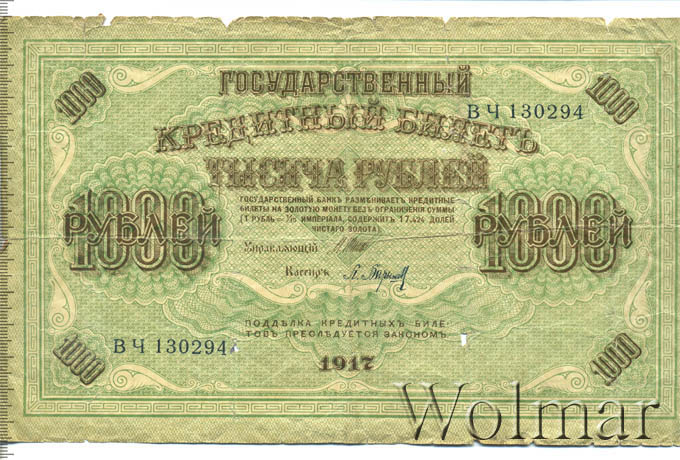 1000
1000
ГОСУДАРСТВЕННЫЙ
ВЧ 130294
КРЕДИТНЫЙ БИЛЕТЪ
ТЫСЯЧА РУБЛЕЙ
ГОСУДАРСТВЕННЫЙ БАНКЪ РАЗМѢНИВАЕТЪ КРЕДИТНЫЕ
БИЛЕТЫ НА ЗОЛОТУЮ МОНЕТУ БЕЗЪ ОГРАНИЧЕНІЯ СУММЫ
(1 РУБЛЬ = 1/15 ИМПЕРІАЛА, СОДЕРЖИТЪ 17,424 ДОЛЕЙ
ЧИСТАГО ЗОЛОТА)
1000 РУБЛЕЙ
1000 РУБЛЕЙ
Управляющій
Кассиръ
ПОДДѢЛКА КРЕДИТНЫХЪ БИЛЕ-
ТОВЪ ПРЕСЛѢДУЕТСЯ ЗАКОНОМЪ
ВЧ 130294
1917
1000
1000
Wolmar